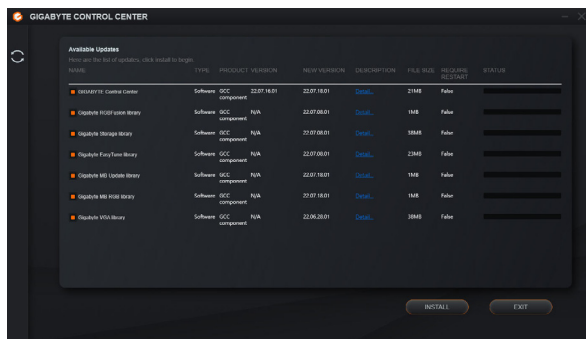 GIGABYTE CONTROL CENTER
Available Updates
Here are the list of updates, click install to begin.
NAME TYPE PRODUCT VERSION NEW VERSION DESCRIPTION FILE SIZE REQUIRE RESTART STATUS
GIGABYTE Control Center Software GCC component 22.07.16.01 22.07.18.01 Detail... 21MB False
Gigabyte RGBFusion library Software GCC component N/A 22.07.08.01 Detail... 1MB False
Gigabyte Storage library Software GCC component N/A 22.07.08.01 Detail... 58MB False
Gigabyte EasyTune library Software GCC component N/A 22.07.08.01 Detail... 23MB False
Gigabyte MB Update library Software GCC component N/A 22.07.18.01 Detail... 1MB False
Gigabyte MB RGB library Software GCC component N/A 22.07.18.01 Detail... 1MB False
Gigabyte VGA library Software GCC component N/A 22.06.28.01 Detail... 38MB False
INSTALL EXIT